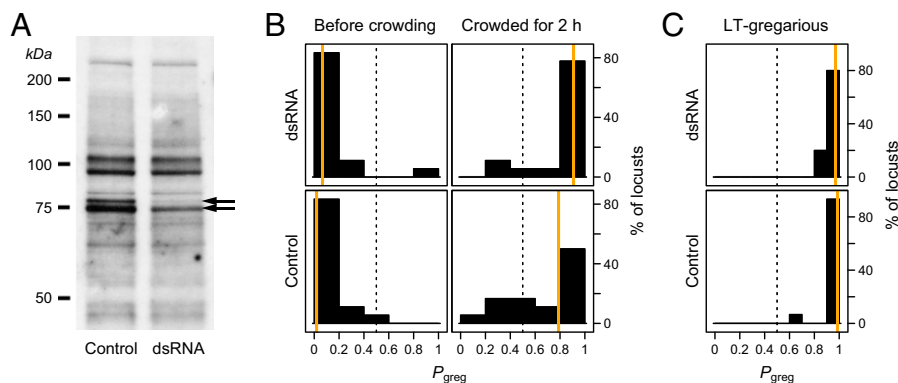 A
kDa
200
150
100
75
50
Control dsRNA
B
Before crowding Crowded for 2 h
dsRNA
Control
80
40
0
80
40
0
% of locusts
0 0.2 0.4 0.6 0.8 1 0 0.2 0.4 0.6 0.8 1
Pgreg
C
LT-gregarious
dsRNA
Control
80
40
0
80
40
0
% of locusts
0 0.2 0.4 0.6 0.8 1
Pgreg